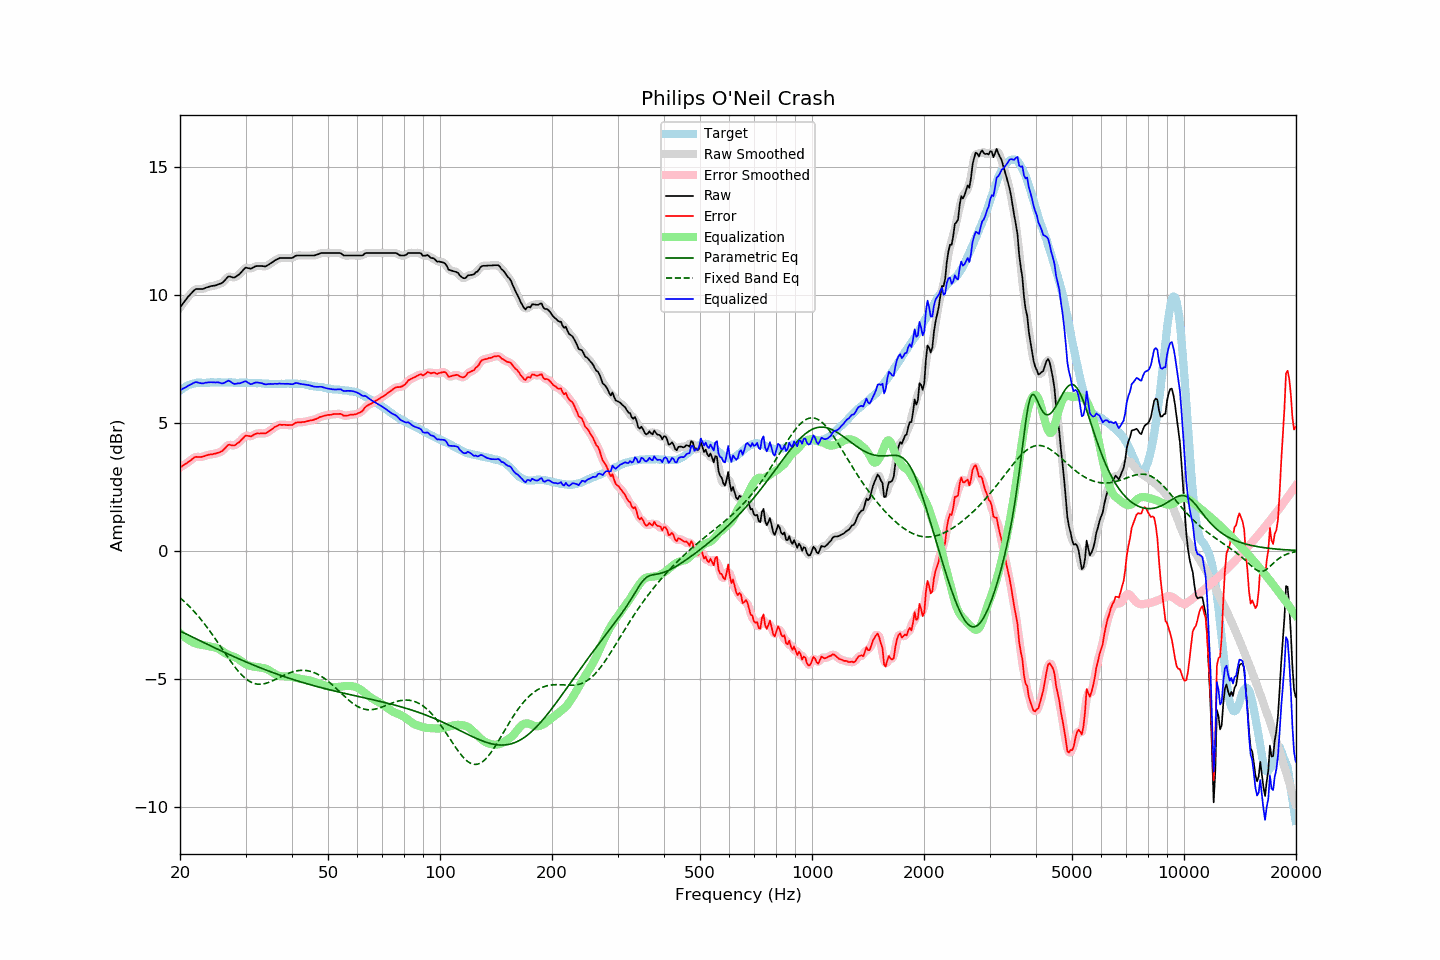 Philips O'Neil Crash
Target
Raw Smoothed
Error Smoothed
Raw
Error
Equalization
Parametric Eq
Fixed Band Eq
Equalized
Amplitude (dBr)
15
10
5
0
−5
−10
20 50 100 200 500 1000 2000 5000 10000 20000
Frequency (Hz)